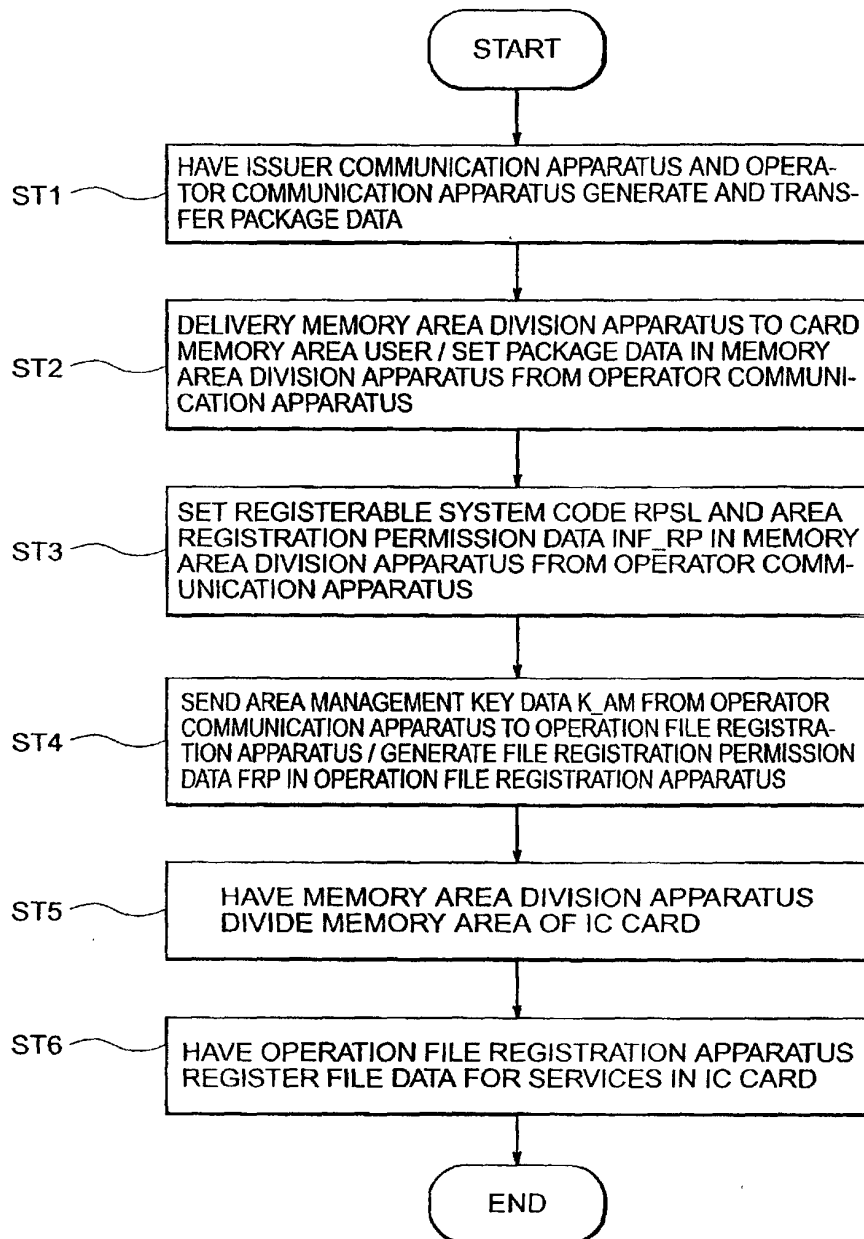 START
ST1
HAVE ISSUER COMMUNICATION APPARATUS AND OPERA-
TOR COMMUNICATION APPARATUS GENERATE AND TRANS-
FER PACKAGE DATA
ST2
DELIVERY MEMORY AREA DIVISION APPARATUS TO CARD
MEMORY AREA USER / SET PACKAGE DATA IN MEMORY
AREA DIVISION APPARATUS FROM OPERATOR COMMUNI-
CATION APPARATUS
ST3
SET REGISTERABLE SYSTEM CODE RPSL AND AREA
REGISTRATION PERMISSION DATA INF_RP IN MEMORY
AREA DIVISION APPARATUS FROM OPERATOR COMM-
UNICATION APPARATUS
ST4
SEND AREA MANAGEMENT KEY DATA K_AM FROM OPERATOR
COMMUNICATION APPARATUS TO OPERATION FILE REGISTRA-
TION APPARATUS / GENERATE FILE REGISTRATION PERMISSION
DATA FRP IN OPERATION FILE REGISTRATION APPARATUS
ST5
HAVE MEMORY AREA DIVISION APPARATUS
DIVIDE MEMORY AREA OF IC CARD
ST6
HAVE OPERATION FILE REGISTRATION APPARATUS
REGISTER FILE DATA FOR SERVICES IN IC CARD
END